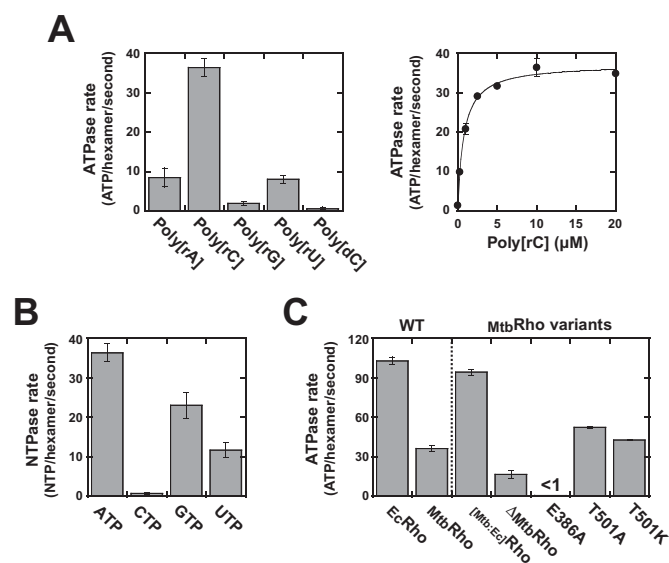 A
ATPase rate
(ATP/hexamer/second)
40
30
20
10
0
Poly[rA]
Poly[rC]
Poly[rG]
Poly[rU]
Poly[dC]
ATPase rate
(ATP/hexamer/second)
40
30
20
10
0
0 5 10 15 20
Poly[rC] (µM)
B
NTPase rate
(NTP/hexamer/second)
40
30
20
10
0
ATP
CTP
GTP
UTP
C
WT
MtbRho variants
ATPase rate
(ATP/hexamer/second)
120
90
60
30
0
<1
EcRho
MtbRho
[Mtb:Ec]Rho
ΔMtbRho
E386A
T501A
T501K